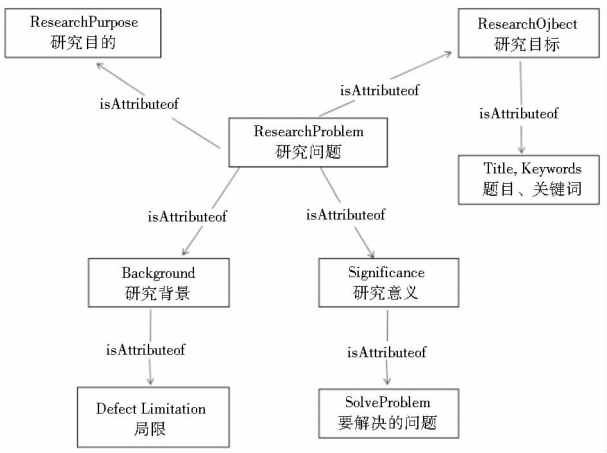 ResearchPurpose
研究目的
ResearchOjbect
研究目标
isAttributeof
isAttributeof
isAttributeof
ResearchProblem
研究问题
Title, Keywords
题目、关键词
isAttributeof
isAttributeof
Background
研究背景
Significance
研究意义
isAttributeof
isAttributeof
Defect Limitation
局限
SolveProblem
要解决的问题